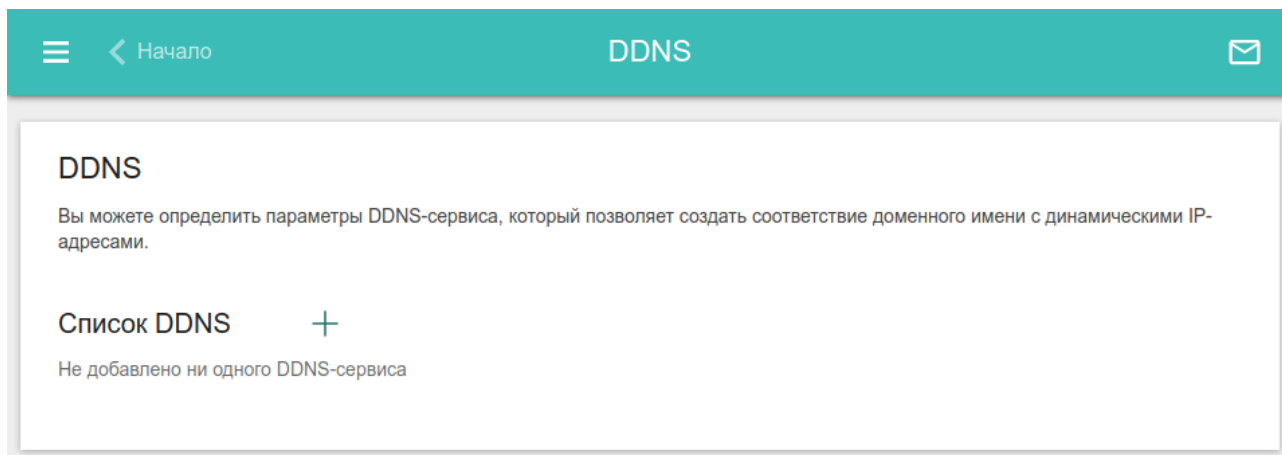 Начало
DDNS
DDNS
Вы можете определить параметры DDNS-сервиса, который позволяет создать соответствие доменного имени с динамическими IP-
адресами.
Список DDNS
Не добавлено ни одного DDNS-сервиса